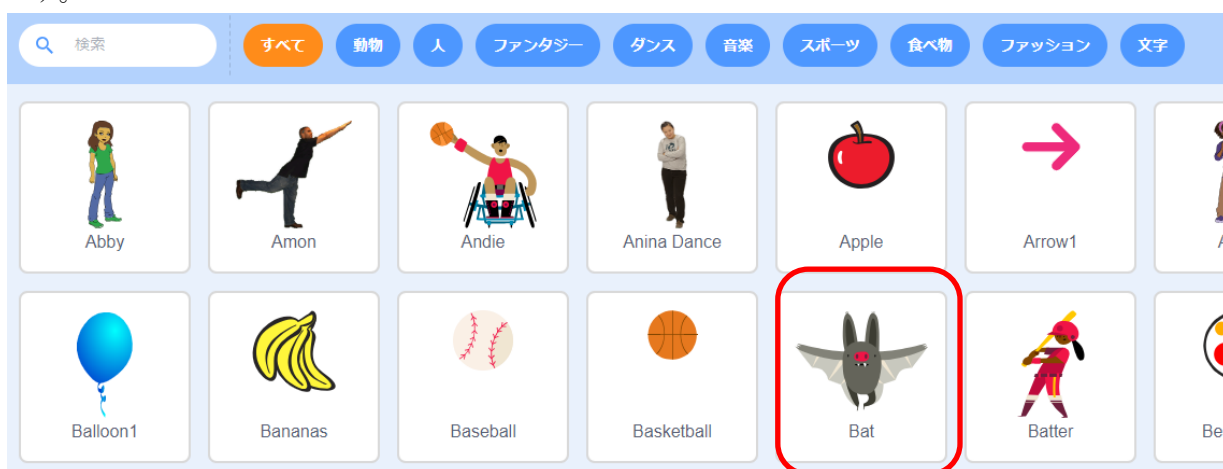 す。
検索 すべて 動物 人 ファンタジー ダンス 音楽 スポーツ 食べ物 ファッション 文字
Abby Amon Andie Anina Dance Apple Arrow1
Balloon1 Bananas Baseball Basketball Bat Batter Be